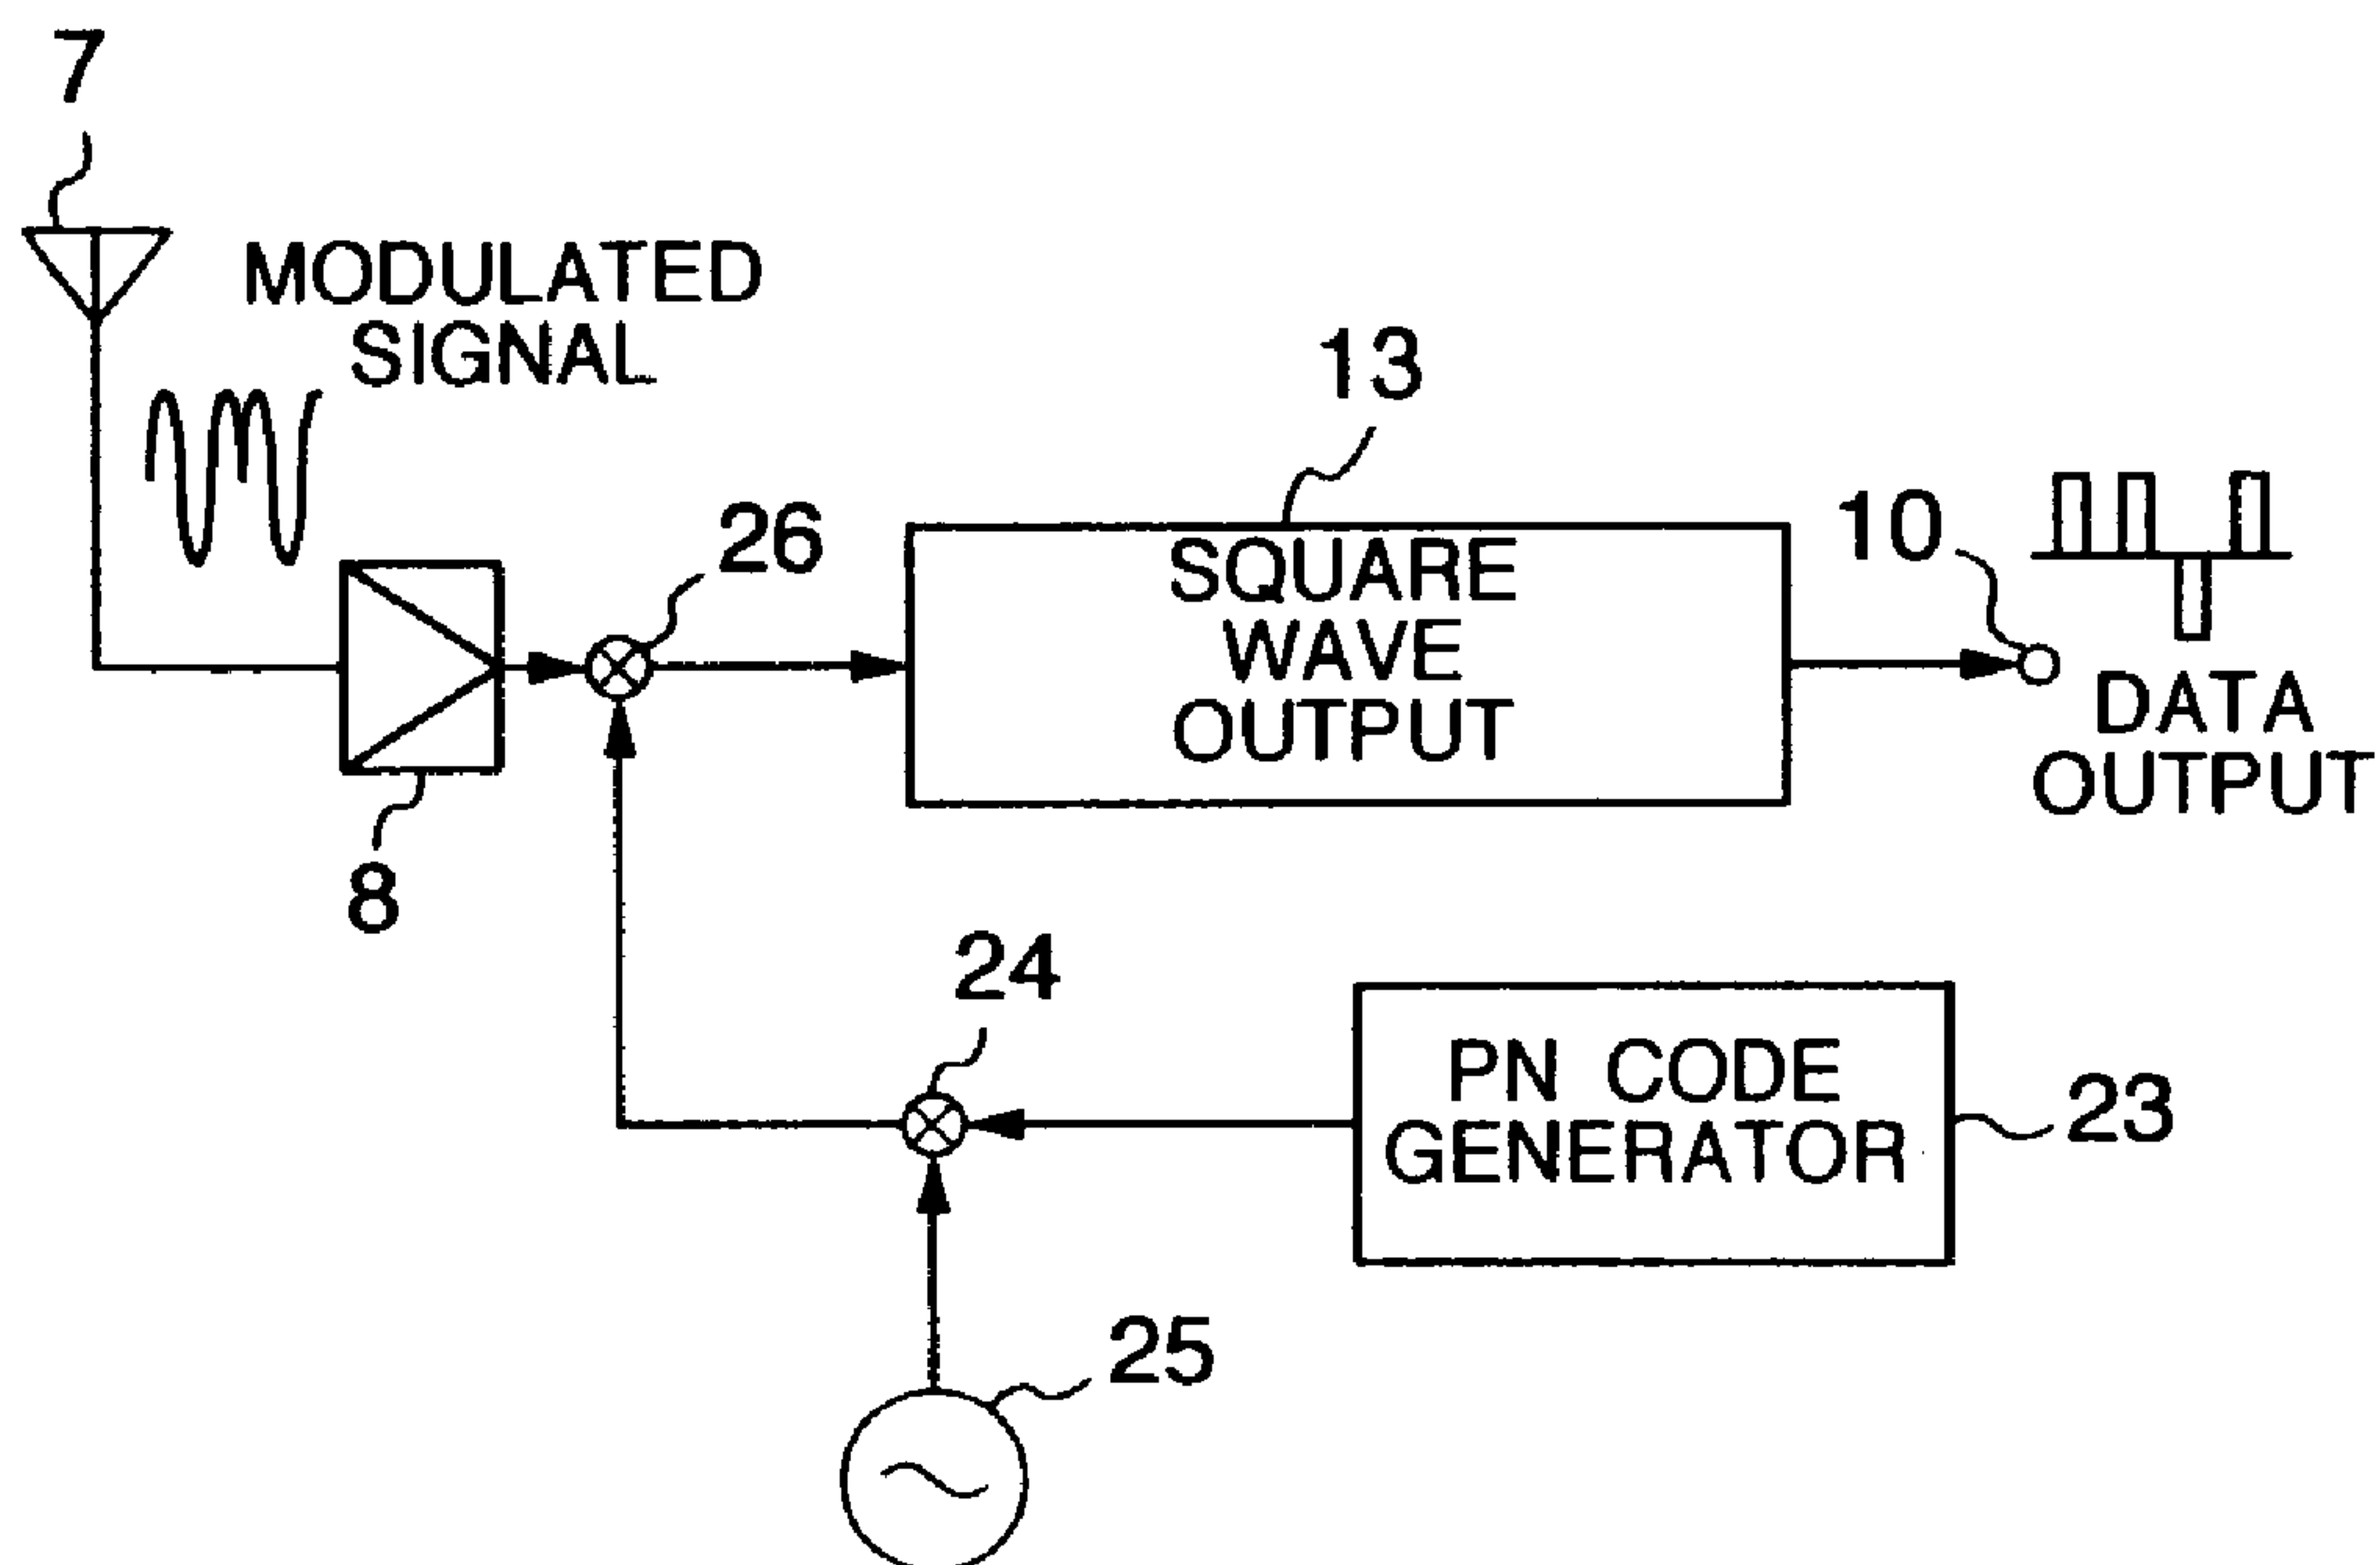 7
MODULATED
SIGNAL
13
26
10
SQUARE
WAVE
OUTPUT
DATA
OUTPUT
8
24
PN CODE
GENERATOR
23
25